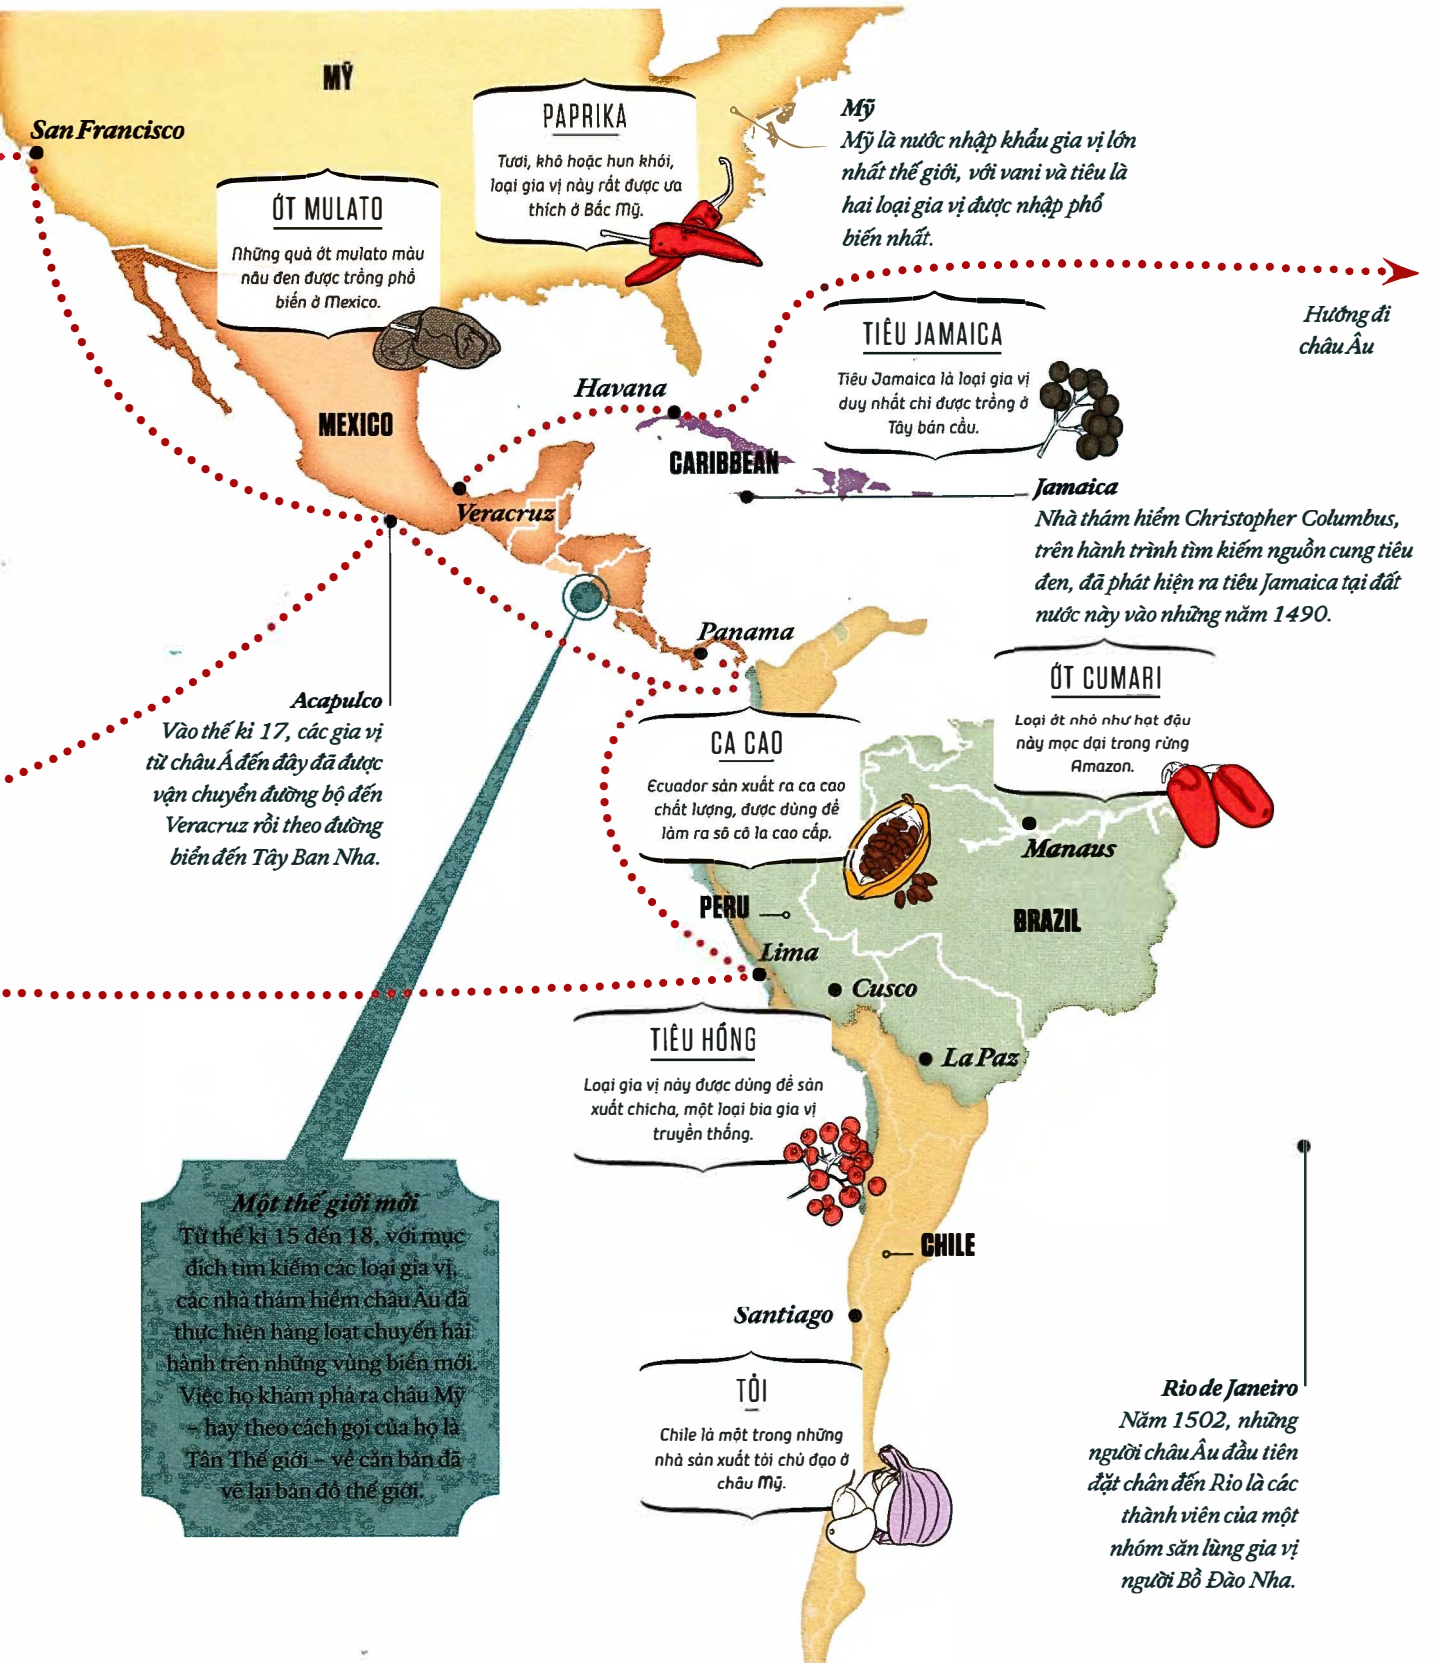 MỸ
San Francisco
PAPRIKA
Tươi, khô hoặc hun khói,
loại gia vị này rất được ưa
thích ở Bắc Mỹ.
Mỹ
Mỹ là nước nhập khẩu gia vị lớn
nhất thế giới, với vani và tiêu là
hai loại gia vị được nhập phổ
biến nhất.
ỚT MULATO
Những quả ớt mulato màu
nâu đen được trồng phổ
biến ở Mexico.
Hướng đi
châu Âu
TIÊU JAMAICA
Tiêu Jamaica là loại gia vị
duy nhất chỉ được trồng ở
Tây bán cầu.
Havana
MEXICO
CARIBBEAN
Veracruz
Jamaica
Nhà thám hiểm Christopher Columbus,
trên hành trình tìm kiếm nguồn cung tiêu
đen, đã phát hiện ra tiêu Jamaica tại đất
nước này vào những năm 1490.
Panama
Acapulco
Vào thế kỉ 17, các gia vị
từ châu Á đến đây đã được
vận chuyển đường bộ đến
Veracruz rồi theo đường
biển đến Tây Ban Nha.
ỚT CUMARI
Loại ớt nhỏ như hạt đậu
này mọc dại trong rừng
Amazon.
CA CAO
Ecuador sản xuất ra ca cao
chất lượng, được dùng để
làm ra sô cô la cao cấp.
Manaus
PERU
BRAZIL
Lima
Cusco
TIÊU HỒNG
Loại gia vị này được dùng để sản
xuất chicha, một loại bia gia vị
truyền thống.
La Paz
Một thế giới mới
Từ thế kỉ 15 đến 18, với mục
đích tìm kiếm các loại gia vị,
các nhà thám hiểm châu Âu đã
thực hiện hàng loạt chuyến hải
hành trên những vùng biển mới.
Việc họ khám phá ra châu Mỹ
– hay theo cách gọi của họ là
Tân Thế giới – về căn bản đã
vẽ lại bản đồ thế giới.
CHILE
Santiago
TỎI
Chile là một trong những
nhà sản xuất tỏi chủ đạo ở
châu Mỹ.
Rio de Janeiro
Năm 1502, những
người châu Âu đầu tiên
đặt chân đến Rio là các
thành viên của một
nhóm săn lùng gia vị
người Bồ Đào Nha.